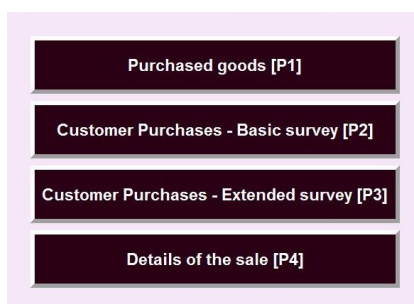 Purchased goods [P1]
Customer Purchases - Basic survey [P2]
Customer Purchases - Extended survey [P3]
Details of the sale [P4]